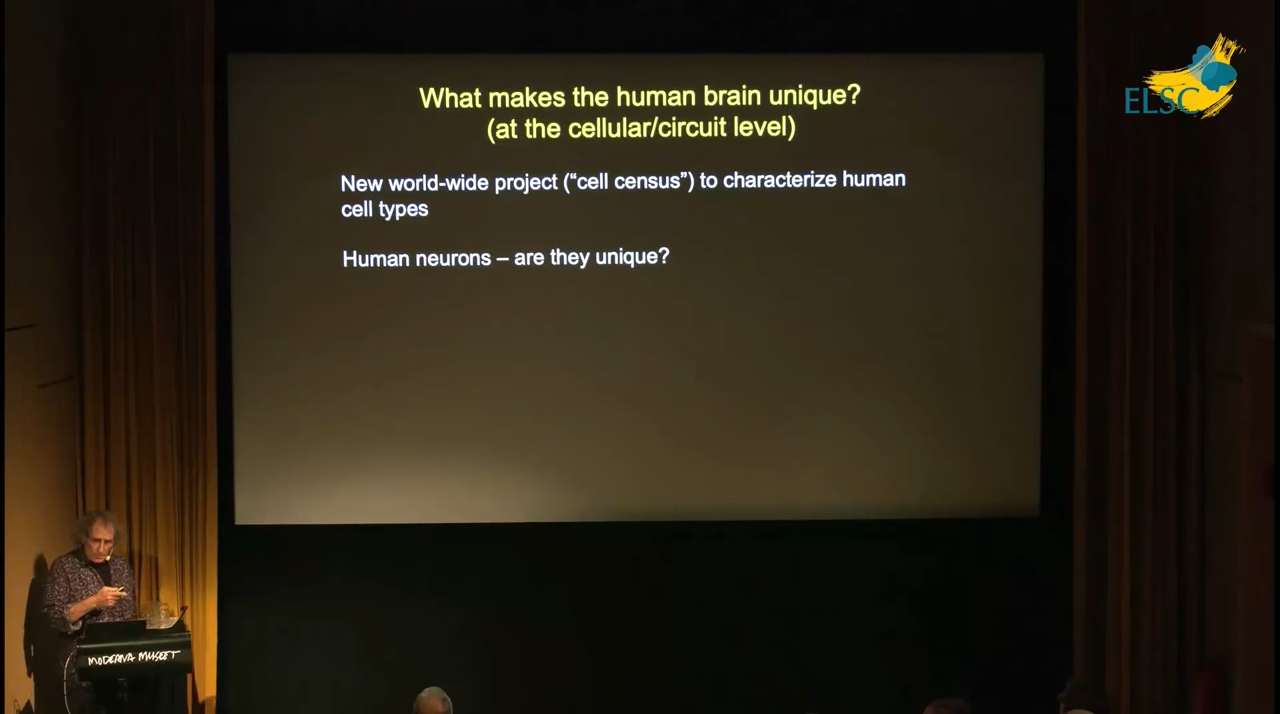 ELSC
What makes the human brain unique?
(at the cellular/circuit level)
New world-wide project (“cell census”) to characterize human
cell types
Human neurons – are they unique?
MODERNA MUSEET